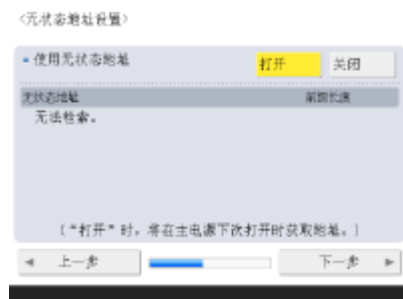 <无状态地址设置>
使用无状态地址
打开
关闭
无状态地址
前缀长度
无法检索。
(“打开”时，将在主电源下次打开时获取地址。)
上一步
下一步